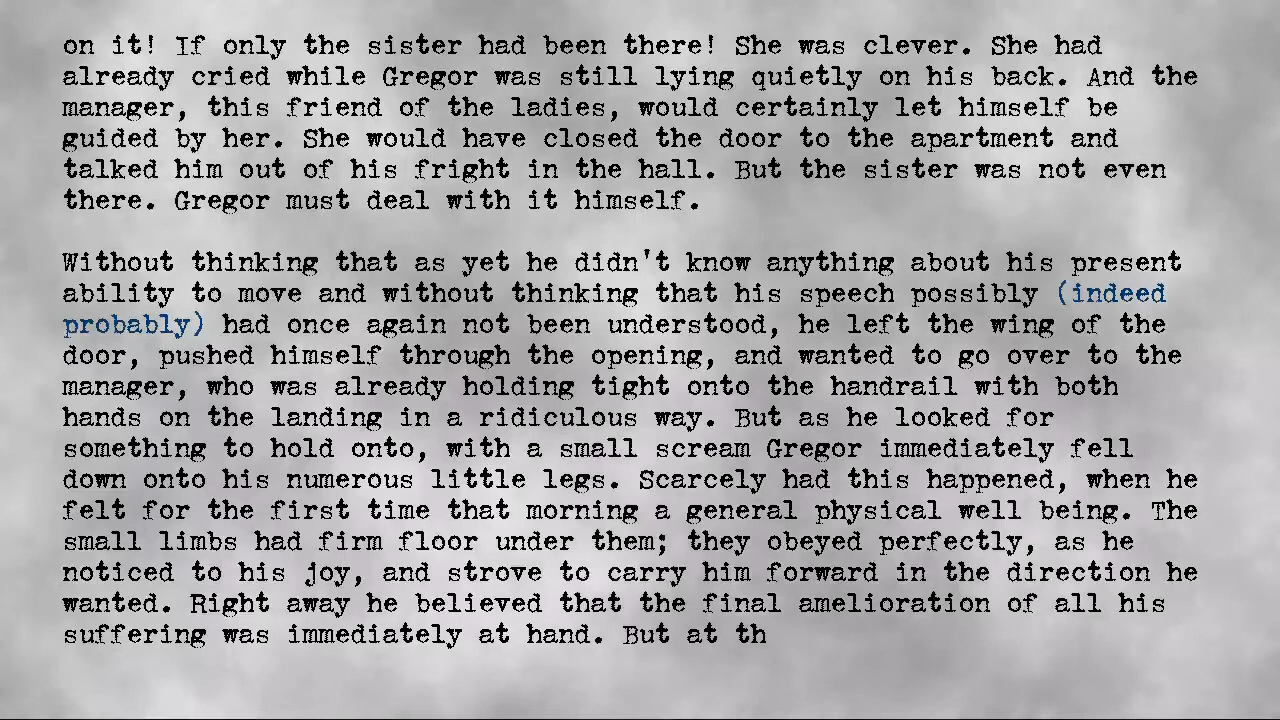 on it! If only the sister had been there! She was clever. She had
already cried while Gregor was still lying quietly on his back. And the
manager, this friend of the ladies, would certainly let himself be
guided by her. She would have closed the door to the apartment and
talked him out of his fright in the hall. But the sister was not even
there. Gregor must deal with it himself.

Without thinking that as yet he didn't know anything about his present
ability to move and without thinking that his speech possibly (indeed
probably) had once again not been understood, he left the wing of the
door, pushed himself through the opening, and wanted to go over to the
manager, who was already holding tight onto the handrail with both
hands on the landing in a ridiculous way. But as he looked for
something to hold onto, with a small scream Gregor immediately fell
down onto his numerous little legs. Scarcely had this happened, when he
felt for the first time that morning a general physical well being. The
small limbs had firm floor under them; they obeyed perfectly, as he
noticed to his joy, and strove to carry him forward in the direction he
wanted. Right away he believed that the final amelioration of all his
suffering was immediately at hand. But at th